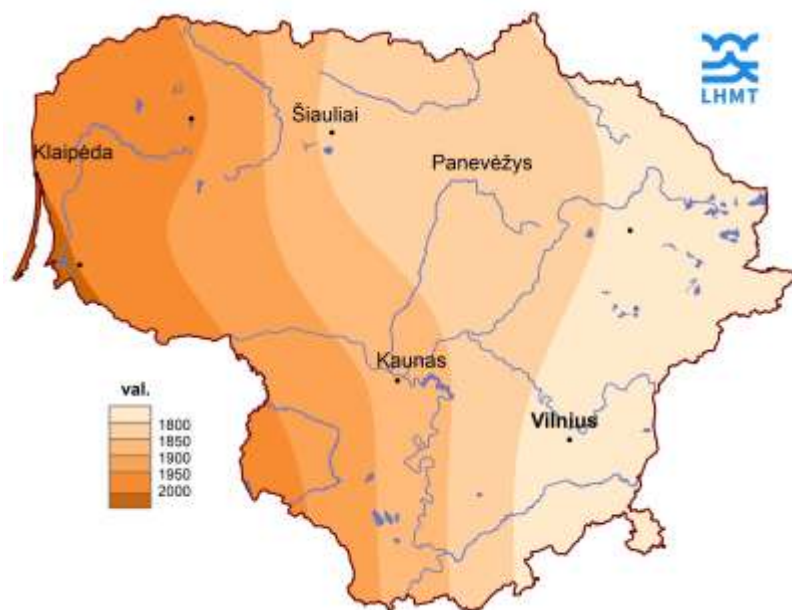 LHMT
Šiauliai
Klaipėda
Panevėžys
Kaunas
val.
1800
1850
1900
1950
2000
Vilnius